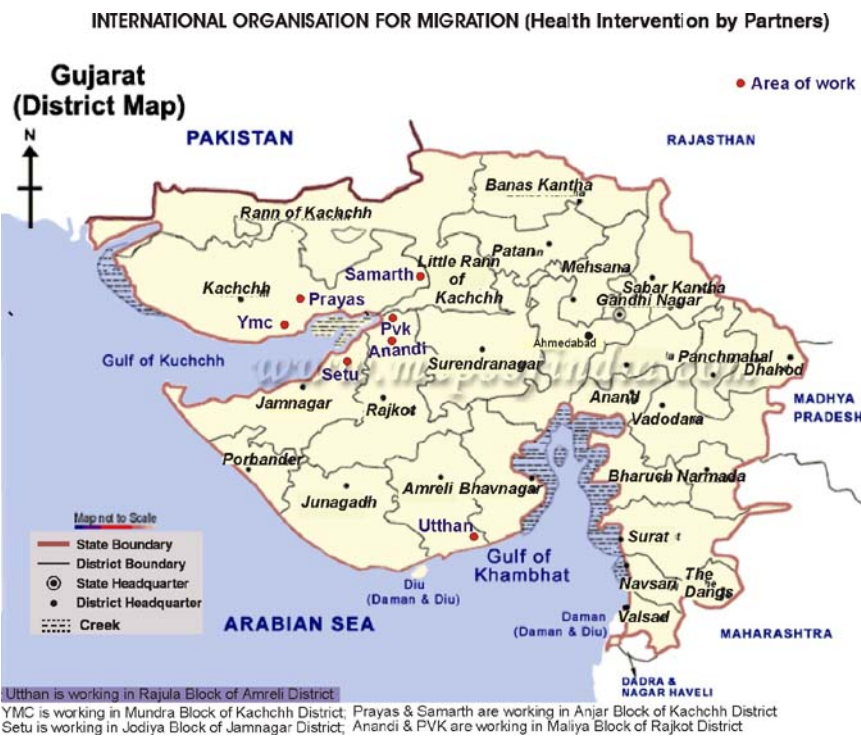 INTERNATIONAL ORGANISATION FOR MIGRATION (Health Intervention by Partners)
Gujarat
(District Map)
Area of work
N
PAKISTAN
RAJASTHAN
Banas Kantha
Rann of Kachchh
Patan
Mehsana
Samarth
Little Rann
of
Kachchh
Sabar Kantha
Kachchh
Prayas
Gandhi Nagar
Ymc
Pvk
Anandi
Ahmedabad
Gulf of Kuchchh
Setu
Surendranagar
Panchmahal
Dhahod
Jamnagar
Rajkot
Anand
Vadodara
MADHYA
PRADESH
Porbander
Junagadh
Amreli
Bhavnagar
Bharuch
Narmada
Utthan
Surat
Gulf of
Khambhat
Navsari
The
Dangs
Diu
(Daman & Diu)
Valsad
Daman
(Daman & Diu)
ARABIAN SEA
MAHARASHTRA
DADRA &
NAGAR HAVELI
Map not to Scale
State Boundary
District Boundary
State Headquarter
District Headquarter
Creek
Utthan is working in Rajula Block of Amreli District
YMC is working in Mundra Block of Kachchh District; Prayas & Samarth are working in Anjar Block of Kachchh District
Setu is working in Jodiya Block of Jamnagar District; Anandi & PVK are working in Maliya Block of Rajkot District